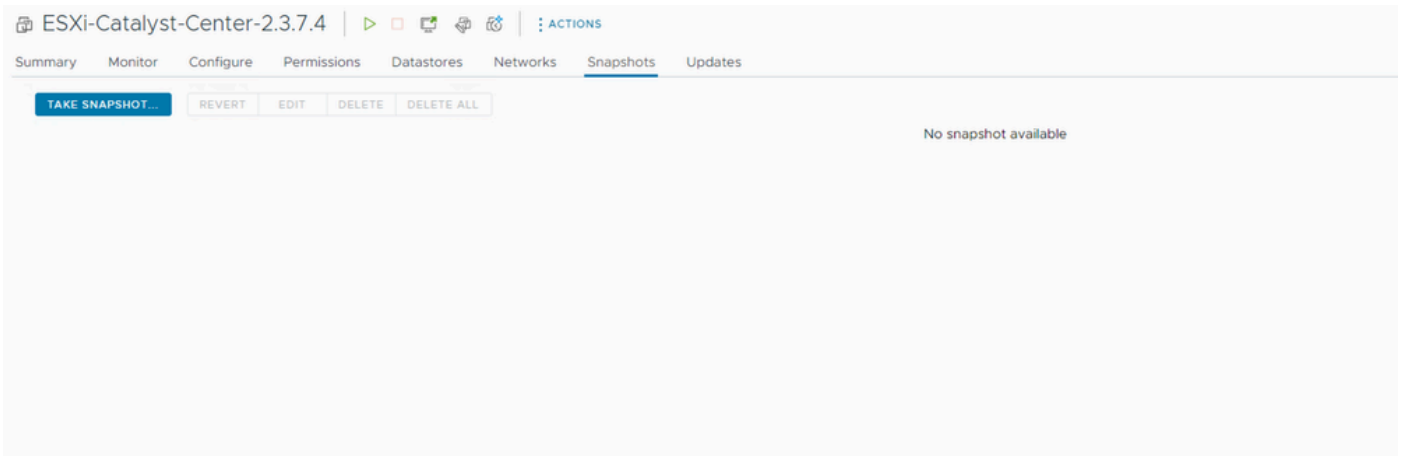 ESXi-Catalyst-Center-2.3.7.4 ACTIONS
Summary Monitor Configure Permissions Datastores Networks Snapshots Updates
TAKE SNAPSHOT... REVERT EDIT DELETE DELETE ALL
No snapshot available